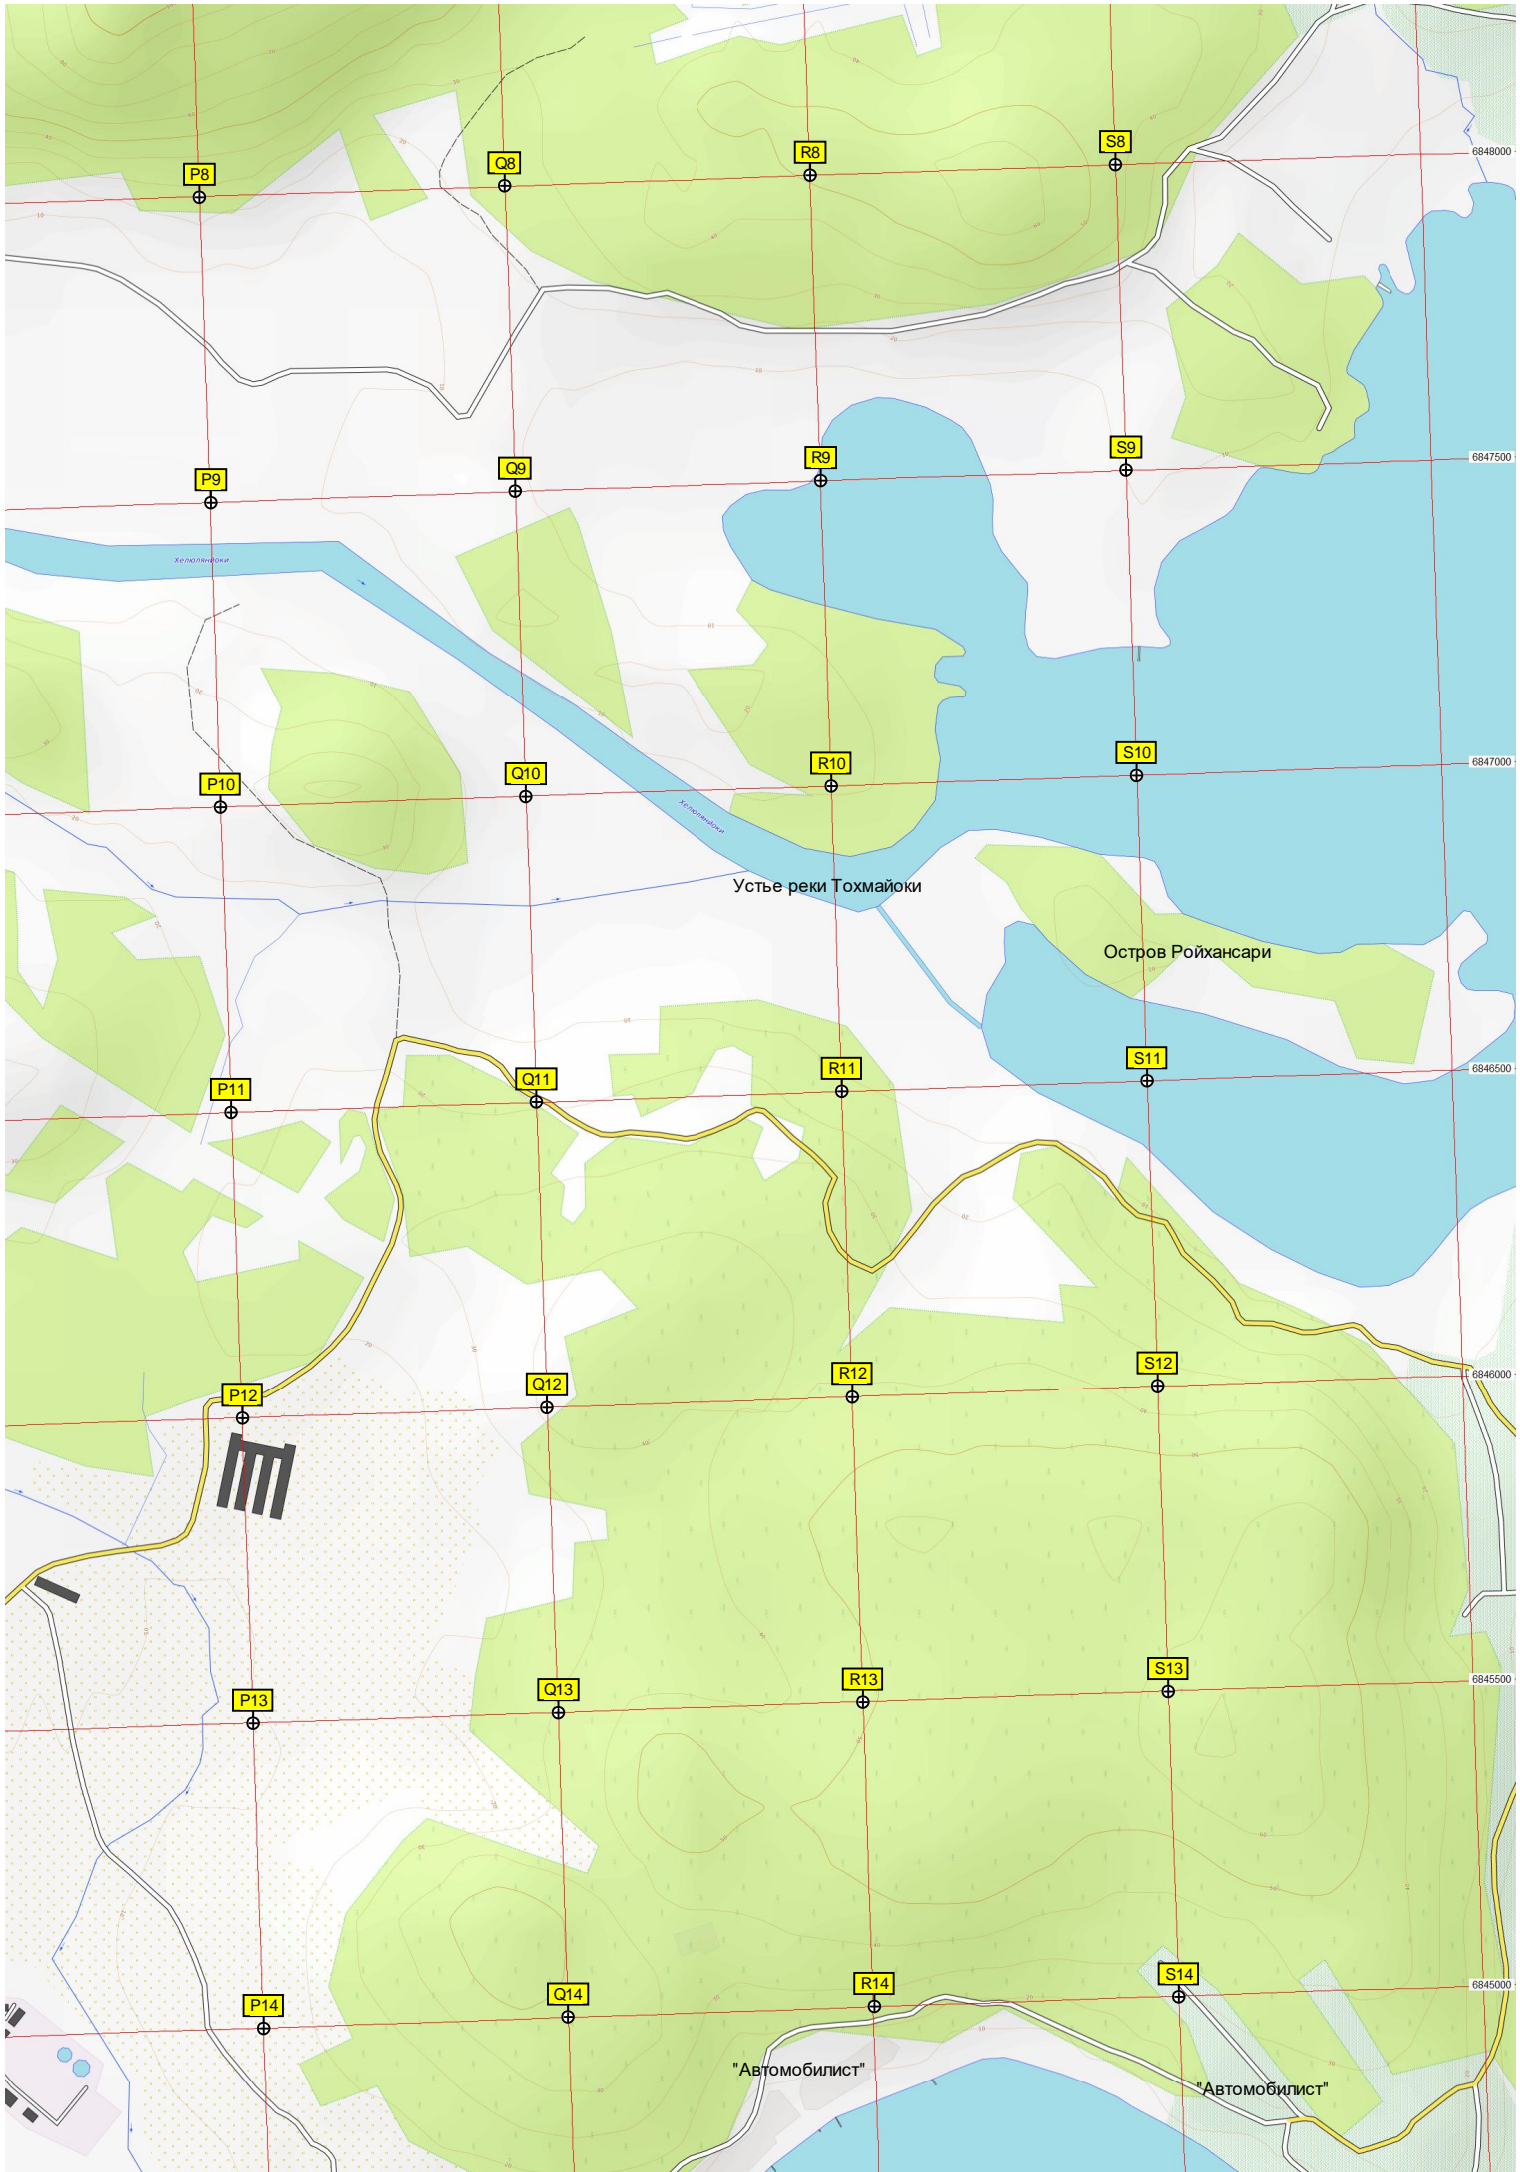 S8
R8
6848000
Q8
P8
S9
R9
6847500
Q9
P9
Хелюлянйоки
S10
R10
6847000
Q10
P10
Хелюлянйоки
Устье реки Тохмайоки
Остров Ройхансари
S11
R11
6846500
Q11
P11
S12
R12
6846000
Q12
P12
S13
R13
6845500
Q13
P13
S14
R14
6845000
Q14
P14
"Автомобилист"
"Автомобилист"